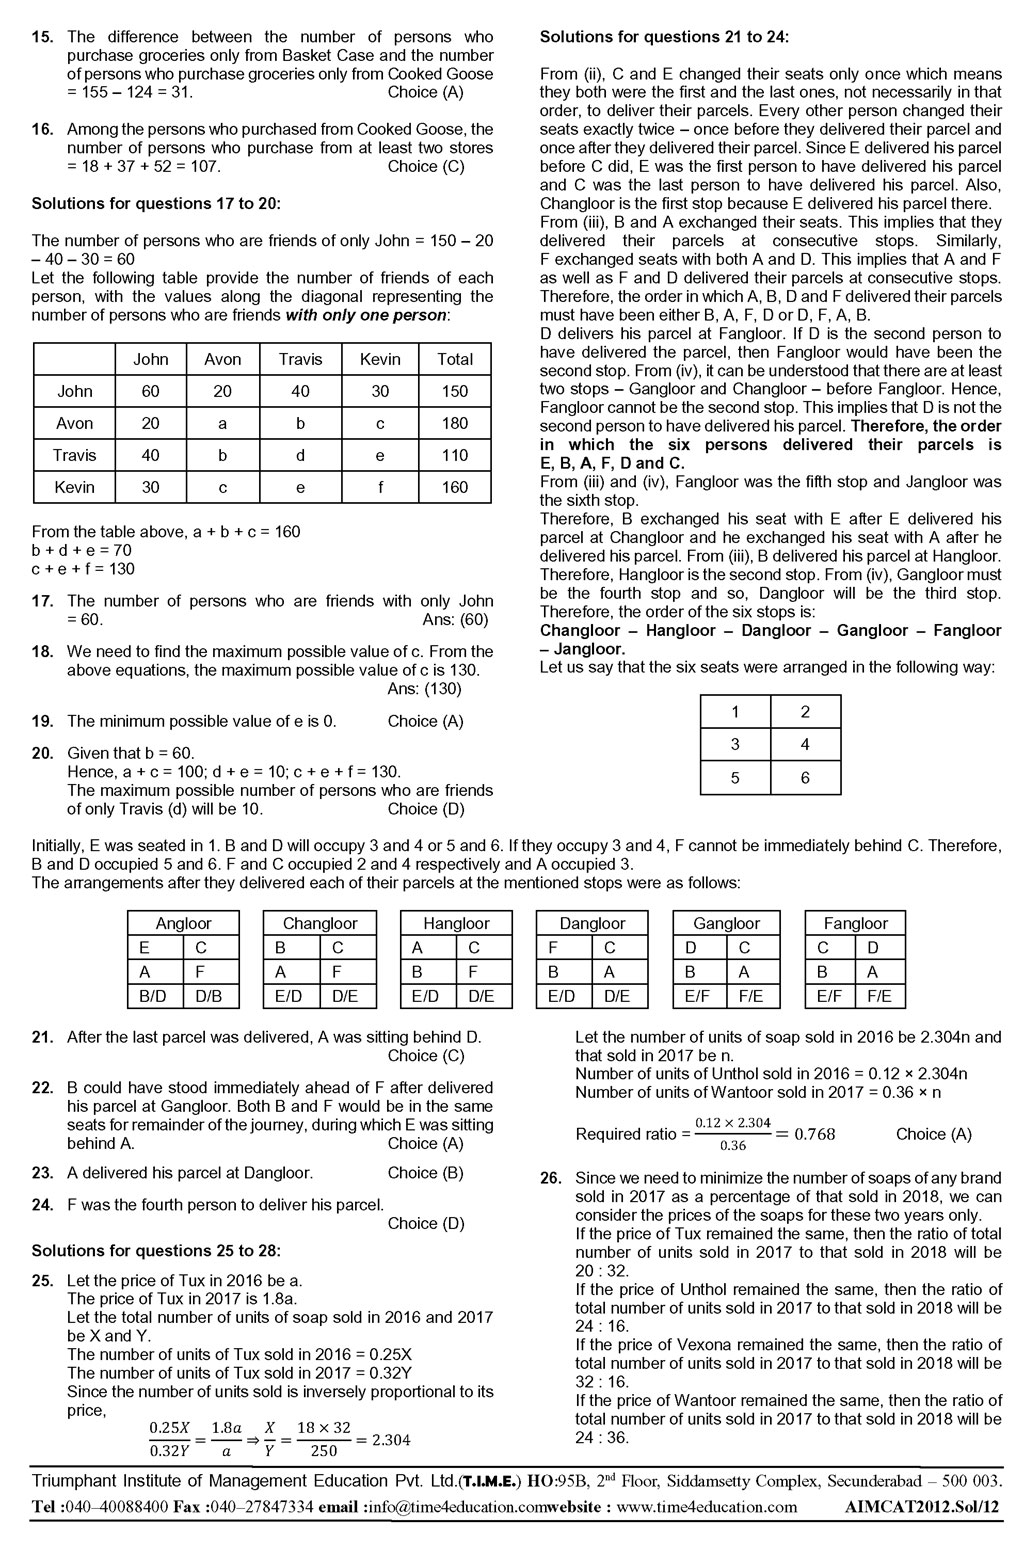 15. The difference between the number of persons who
purchase groceries only from Basket Case and the number
of persons who purchase groceries only from Cooked Goose
= 155 – 124 = 31. Choice (A)
16. Among the persons who purchased from Cooked Goose, the
number of persons who purchase from at least two stores
= 18 + 37 + 52 = 107. Choice (C)
Solutions for questions 17 to 20:
The number of persons who are friends of only John = 150 – 20
– 40 – 30 = 60
Let the following table provide the number of friends of each
person, with the values along the diagonal representing the
number of persons who are friends with only one person:
John Avon Travis Kevin Total
John 60 20 40 30 150
Avon 20 a b c 180
Travis 40 b d e 110
Kevin 30 c e f 160
From the table above, a + b + c = 160
b + d + e = 70
c + e + f = 130
17. The number of persons who are friends with only John
= 60. Ans: (60)
18. We need to find the maximum possible value of c. From the
above equations, the maximum possible value of c is 130.
Ans: (130)
19. The minimum possible value of e is 0. Choice (A)
20. Given that b = 60.
Hence, a + c = 100; d + e = 10; c + e + f = 130.
The maximum possible number of persons who are friends
of only Travis (d) will be 10. Choice (D)
Solutions for questions 21 to 24:
From (ii), C and E changed their seats only once which means
they both were the first and the last ones, not necessarily in that
order, to deliver their parcels. Every other person changed their
seats exactly twice – once before they delivered their parcel and
once after they delivered their parcel. Since E delivered his parcel
before C did, E was the first person to have delivered his parcel
and C was the last person to have delivered his parcel. Also,
Changloor is the first stop because E delivered his parcel there.
From (iii), B and A exchanged their seats. This implies that they
delivered their parcels at consecutive stops. Similarly,
F exchanged seats with both A and D. This implies that A and F
as well as F and D delivered their parcels at consecutive stops.
Therefore, the order in which A, B, D and F delivered their parcels
must have been either B, A, F, D or D, F, A, B.
D delivers his parcel at Fangloor. If D is the second person to
have delivered the parcel, then Fangloor would have been the
second stop. From (iv), it can be understood that there are at least
two stops – Gangloor and Changloor – before Fangloor. Hence,
Fangloor cannot be the second stop. This implies that D is not the
second person to have delivered his parcel. Therefore, the order
in which the six persons delivered their parcels is
E, B, A, F, D and C.
From (iii) and (iv), Fangloor was the fifth stop and Jangloor was
the sixth stop.
Therefore, B exchanged his seat with E after E delivered his
parcel at Changloor and he exchanged his seat with A after he
delivered his parcel. From (iii), B delivered his parcel at Hangloor.
Therefore, Hangloor is the second stop. From (iv), Gangloor must
be the fourth stop and so, Dangloor will be the third stop.
Therefore, the order of the six stops is:
Changloor – Hangloor – Dangloor – Gangloor – Fangloor
– Jangloor.
Let us say that the six seats were arranged in the following way:
1 2
3 4
5 6
Initially, E was seated in 1. B and D will occupy 3 and 4 or 5 and 6. If they occupy 3 and 4, F cannot be immediately behind C. Therefore,
B and D occupied 5 and 6. F and C occupied 2 and 4 respectively and A occupied 3.
The arrangements after they delivered each of their parcels at the mentioned stops were as follows:
Angloor Changloor Hangloor Dangloor Gangloor Fangloor
E C B C A C F C D C C D
A F A F B F B A B A B A
B/D D/B E/D D/E E/D D/E E/D D/E E/F F/E E/F F/E
21. After the last parcel was delivered, A was sitting behind D.
Choice (C)
22. B could have stood immediately ahead of F after delivered
his parcel at Gangloor. Both B and F would be in the same
seats for remainder of the journey, during which E was sitting
behind A. Choice (A)
23. A delivered his parcel at Dangloor. Choice (B)
24. F was the fourth person to deliver his parcel.
Choice (D)
Solutions for questions 25 to 28:
25. Let the price of Tux in 2016 be a.
The price of Tux in 2017 is 1.8a.
Let the total number of units of soap sold in 2016 and 2017
be X and Y.
The number of units of Tux sold in 2016 = 0.25X
The number of units of Tux sold in 2017 = 0.32Y
Since the number of units sold is inversely proportional to its
price,
0.25X/0.32Y = 1.8a/a ⇒ X/Y = 18 × 32/250 = 2.304
Let the number of units of soap sold in 2016 be 2.304n and
that sold in 2017 be n.
Number of units of Unthol sold in 2016 = 0.12 × 2.304n
Number of units of Wantoor sold in 2017 = 0.36 × n
Required ratio = 0.12 × 2.304/0.36 = 0.768 Choice (A)
26. Since we need to minimize the number of soaps of any brand
sold in 2017 as a percentage of that sold in 2018, we can
consider the prices of the soaps for these two years only.
If the price of Tux remained the same, then the ratio of total
number of units sold in 2017 to that sold in 2018 will be
20 : 32.
If the price of Unthol remained the same, then the ratio of
total number of units sold in 2017 to that sold in 2018 will be
24 : 16.
If the price of Vexona remained the same, then the ratio of
total number of units sold in 2017 to that sold in 2018 will be
32 : 16.
If the price of Wantoor remained the same, then the ratio of
total number of units sold in 2017 to that sold in 2018 will be
24 : 36.
Triumphant Institute of Management Education Pvt. Ltd.(T.I.M.E.) HO:95B, 2nd Floor, Siddamsetty Complex, Secunderabad – 500 003.
Tel :040–40088400 Fax :040–27847334 email :info@time4education.comwebsite : www.time4education.com AIMCAT2012.Sol/12